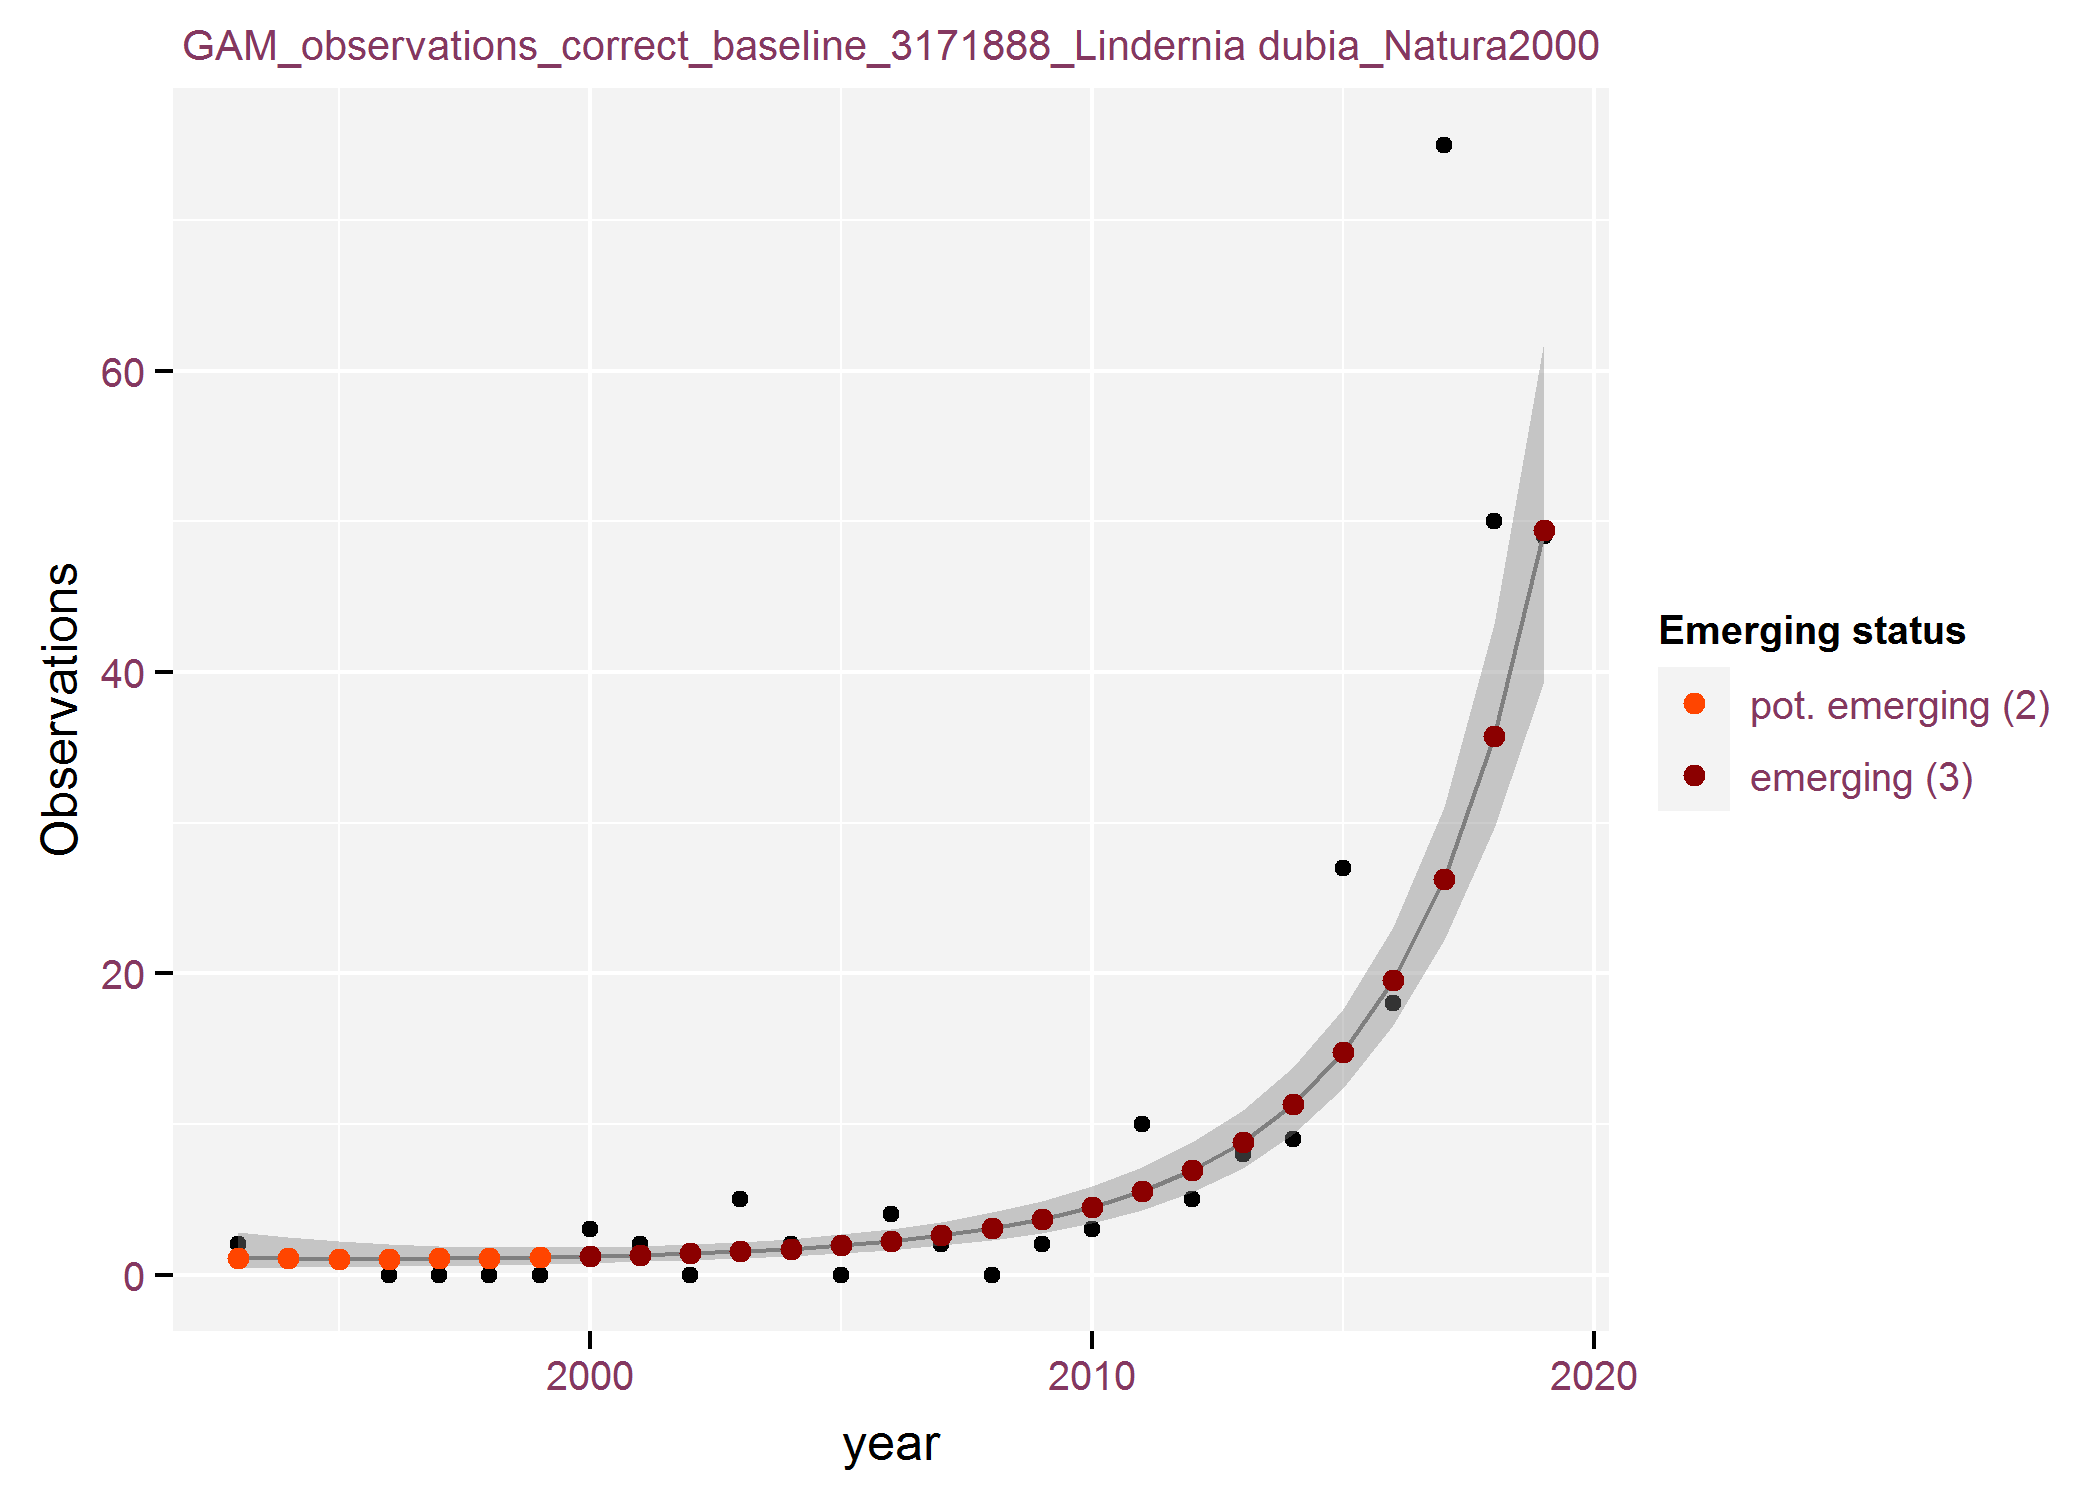 GAM_observations_correct_baseline_3171888_Lindernia dubia_Natura2000
60
40
20
0
Observations
2000 2010 2020
year
Emerging status
pot. emerging (2)
emerging (3)